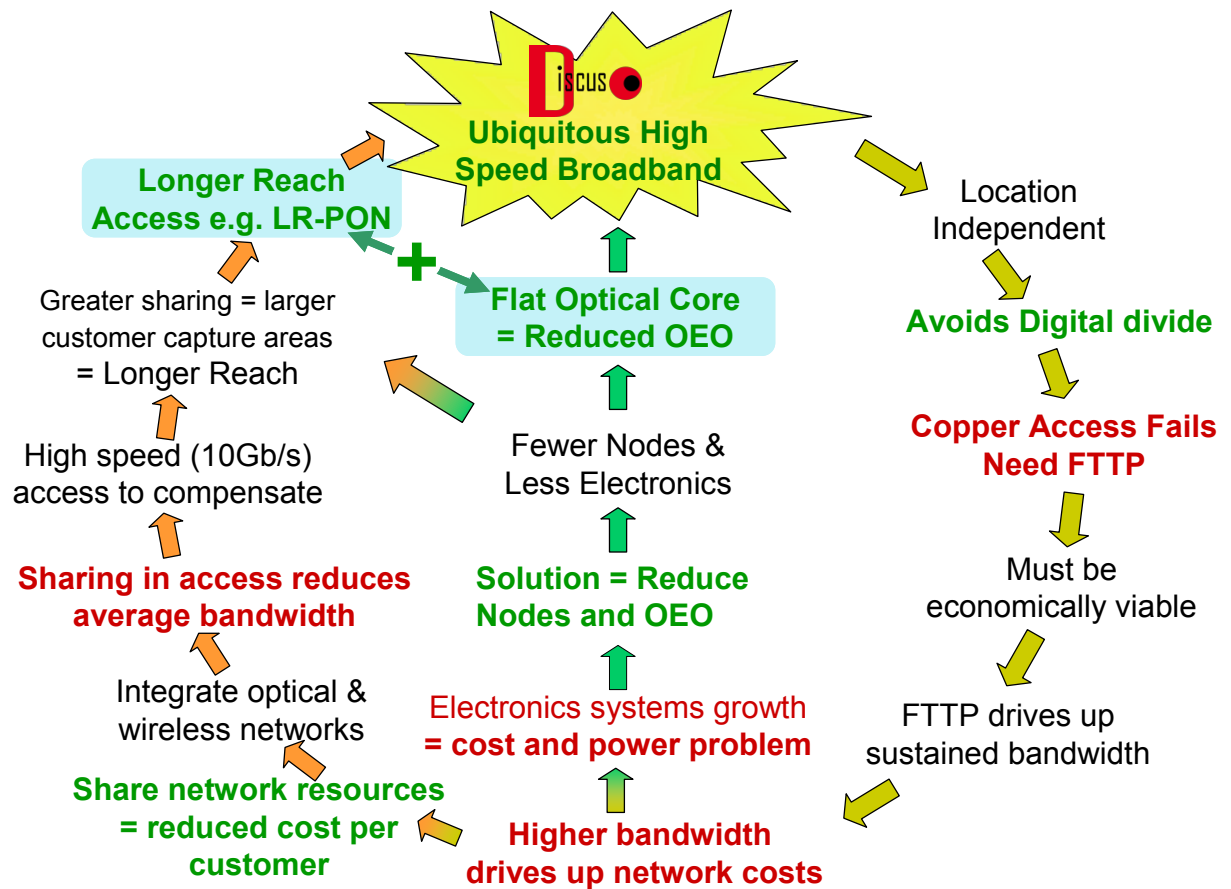 Discus
Ubiquitous High
Speed Broadband
Location
Independent
Avoids Digital divide
Copper Access Fails
Need FTTP
Must be
economically viable
FTTP drives up
sustained bandwidth
Higher bandwidth
drives up network costs
Electronics systems growth
= cost and power problem
Solution = Reduce
Nodes and OEO
Fewer Nodes &
Less Electronics
Flat Optical Core
= Reduced OEO
Share network resources
= reduced cost per
customer
Integrate optical &
wireless networks
Sharing in access reduces
average bandwidth
High speed (10Gb/s)
access to compensate
Greater sharing = larger
customer capture areas
= Longer Reach
Longer Reach
Access e.g. LR-PON
+